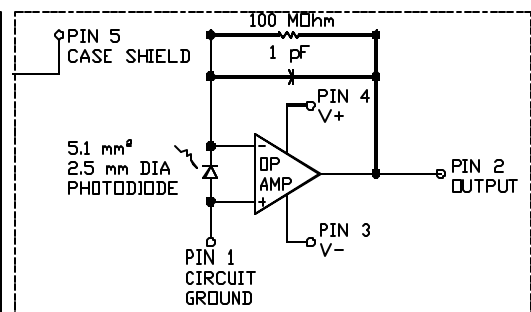 100 MOhm
PIN 5
CASE SHIELD
1 pF
PIN 4
V+
5.1 mm²
2.5 mm DIA
PHOTODIODE
-
OP
AMP
+
PIN 2
OUTPUT
PIN 3
V-
PIN 1
CIRCUIT
GROUND